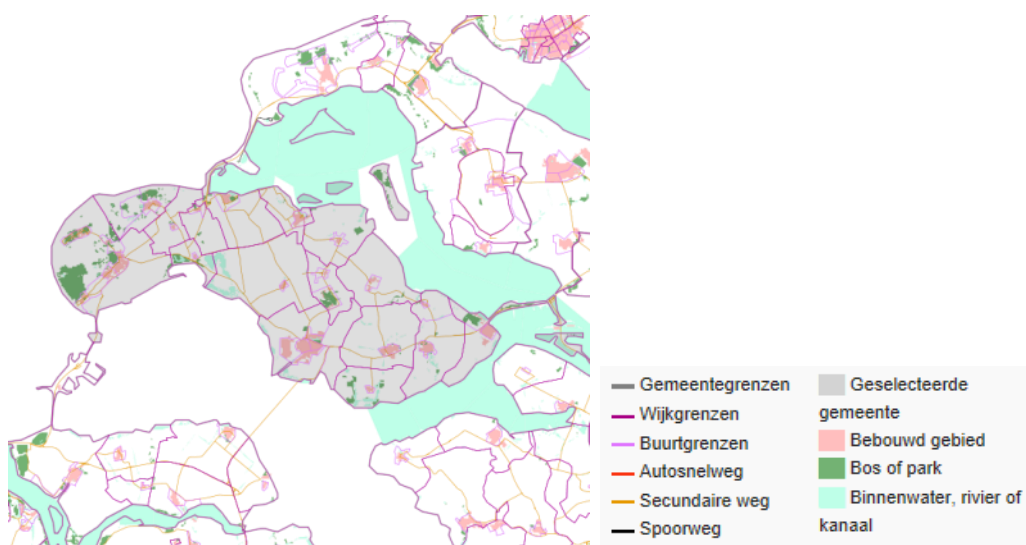 Gemeentegrenzen
Wijkgrenzen
Buurtgrenzen
Autosnelweg
Secundaire weg
Spoorweg
Geselecteerde
gemeente
Bebouwd gebied
Bos of park
Binnenwater, rivier of
kanaal